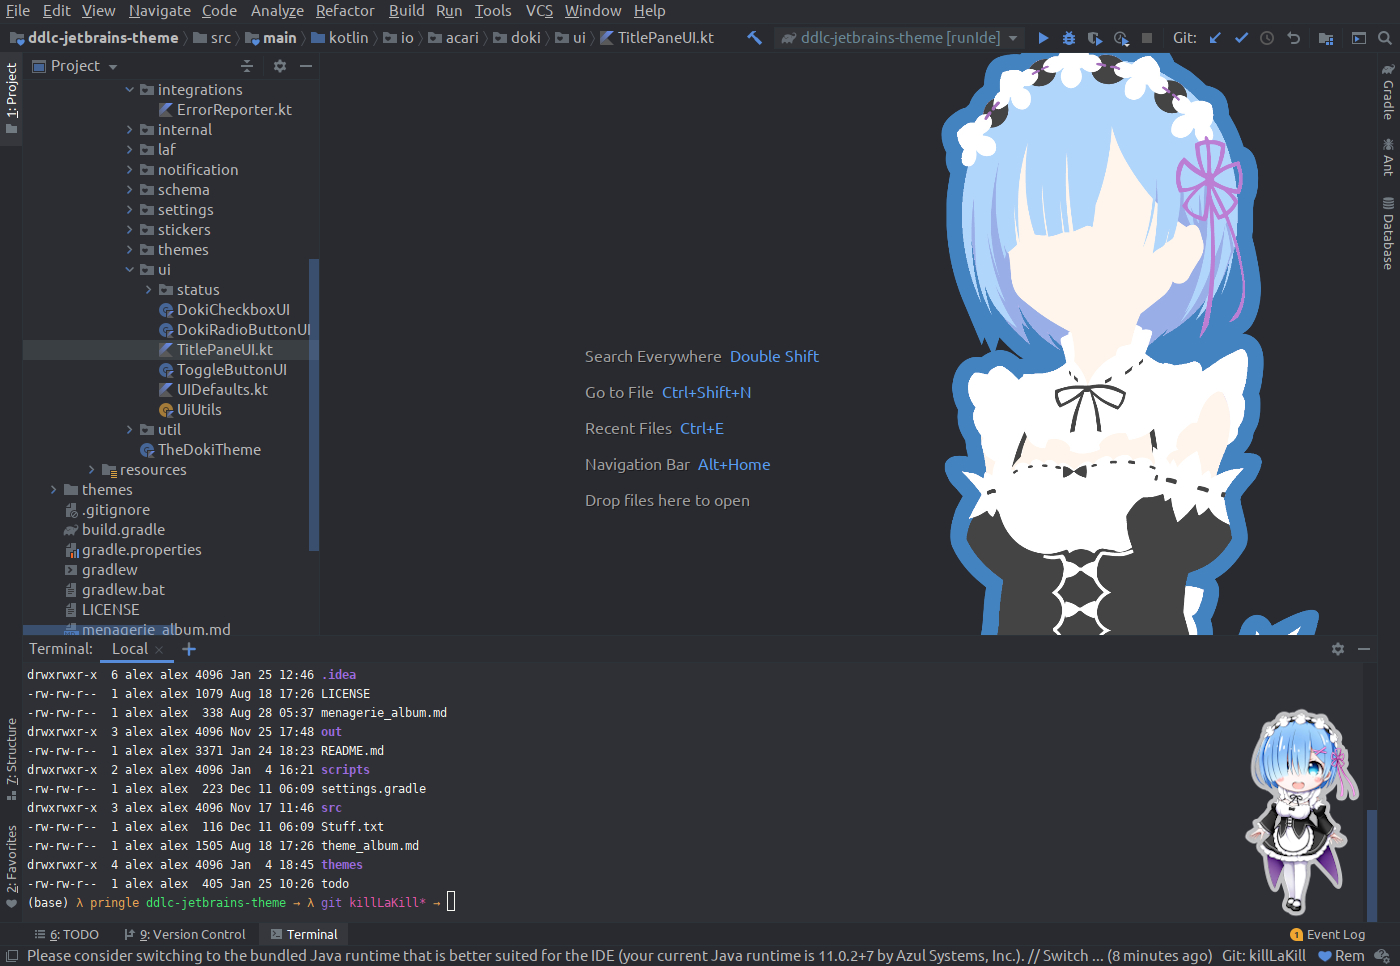 File Edit View Navigate Code Analyze Refactor Build Run Tools VCS Window Help
ddlc-jetbrains-theme src main kotlin io acari doki ui TitlePaneUI.kt ddlc-jetbrains-theme [runIde] Git:
1: Project
Project
integrations
ErrorReporter.kt
internal
laf
notification
schema
settings
stickers
themes
ui
status
DokiCheckboxUI
DokiRadioButtonUI
TitlePaneUI.kt
ToggleButtonUI
UIDefaults.kt
UiUtils
util
TheDokiTheme
resources
themes
.gitignore
build.gradle
gradle.properties
gradlew
gradlew.bat
LICENSE
menagerie_album.md
Search Everywhere Double Shift
Go to File Ctrl+Shift+N
Recent Files Ctrl+E
Navigation Bar Alt+Home
Drop files here to open
Gradle
Ant
Database
Terminal: Local × +
drwxrwxr-x  6 alex alex 4096 Jan 25 12:46 .idea
-rw-rw-r--  1 alex alex 1079 Aug 18 17:26 LICENSE
-rw-rw-r--  1 alex alex  338 Aug 28 05:37 menagerie_album.md
drwxrwxr-x  3 alex alex 4096 Nov 25 17:48 out
-rw-rw-r--  1 alex alex 3371 Jan 24 18:23 README.md
drwxrwxr-x  2 alex alex 4096 Jan  4 16:21 scripts
-rw-rw-r--  1 alex alex  223 Dec 11 06:09 settings.gradle
drwxrwxr-x  3 alex alex 4096 Nov 17 11:46 src
-rw-rw-r--  1 alex alex  116 Dec 11 06:09 Stuff.txt
-rw-rw-r--  1 alex alex 1505 Aug 18 17:26 theme_album.md
drwxrwxr-x  4 alex alex 4096 Jan  4 18:45 themes
-rw-rw-r--  1 alex alex  405 Jan 25 10:26 todo
(base) λ pringle ddlc-jetbrains-theme → λ git killLaKill* →
7: Structure
2: Favorites
6: TODO 9: Version Control Terminal 1 Event Log
Please consider switching to the bundled Java runtime that is better suited for the IDE (your current Java runtime is 11.0.2+7 by Azul Systems, Inc.). // Switch ... (8 minutes ago) Git: killLaKill Rem